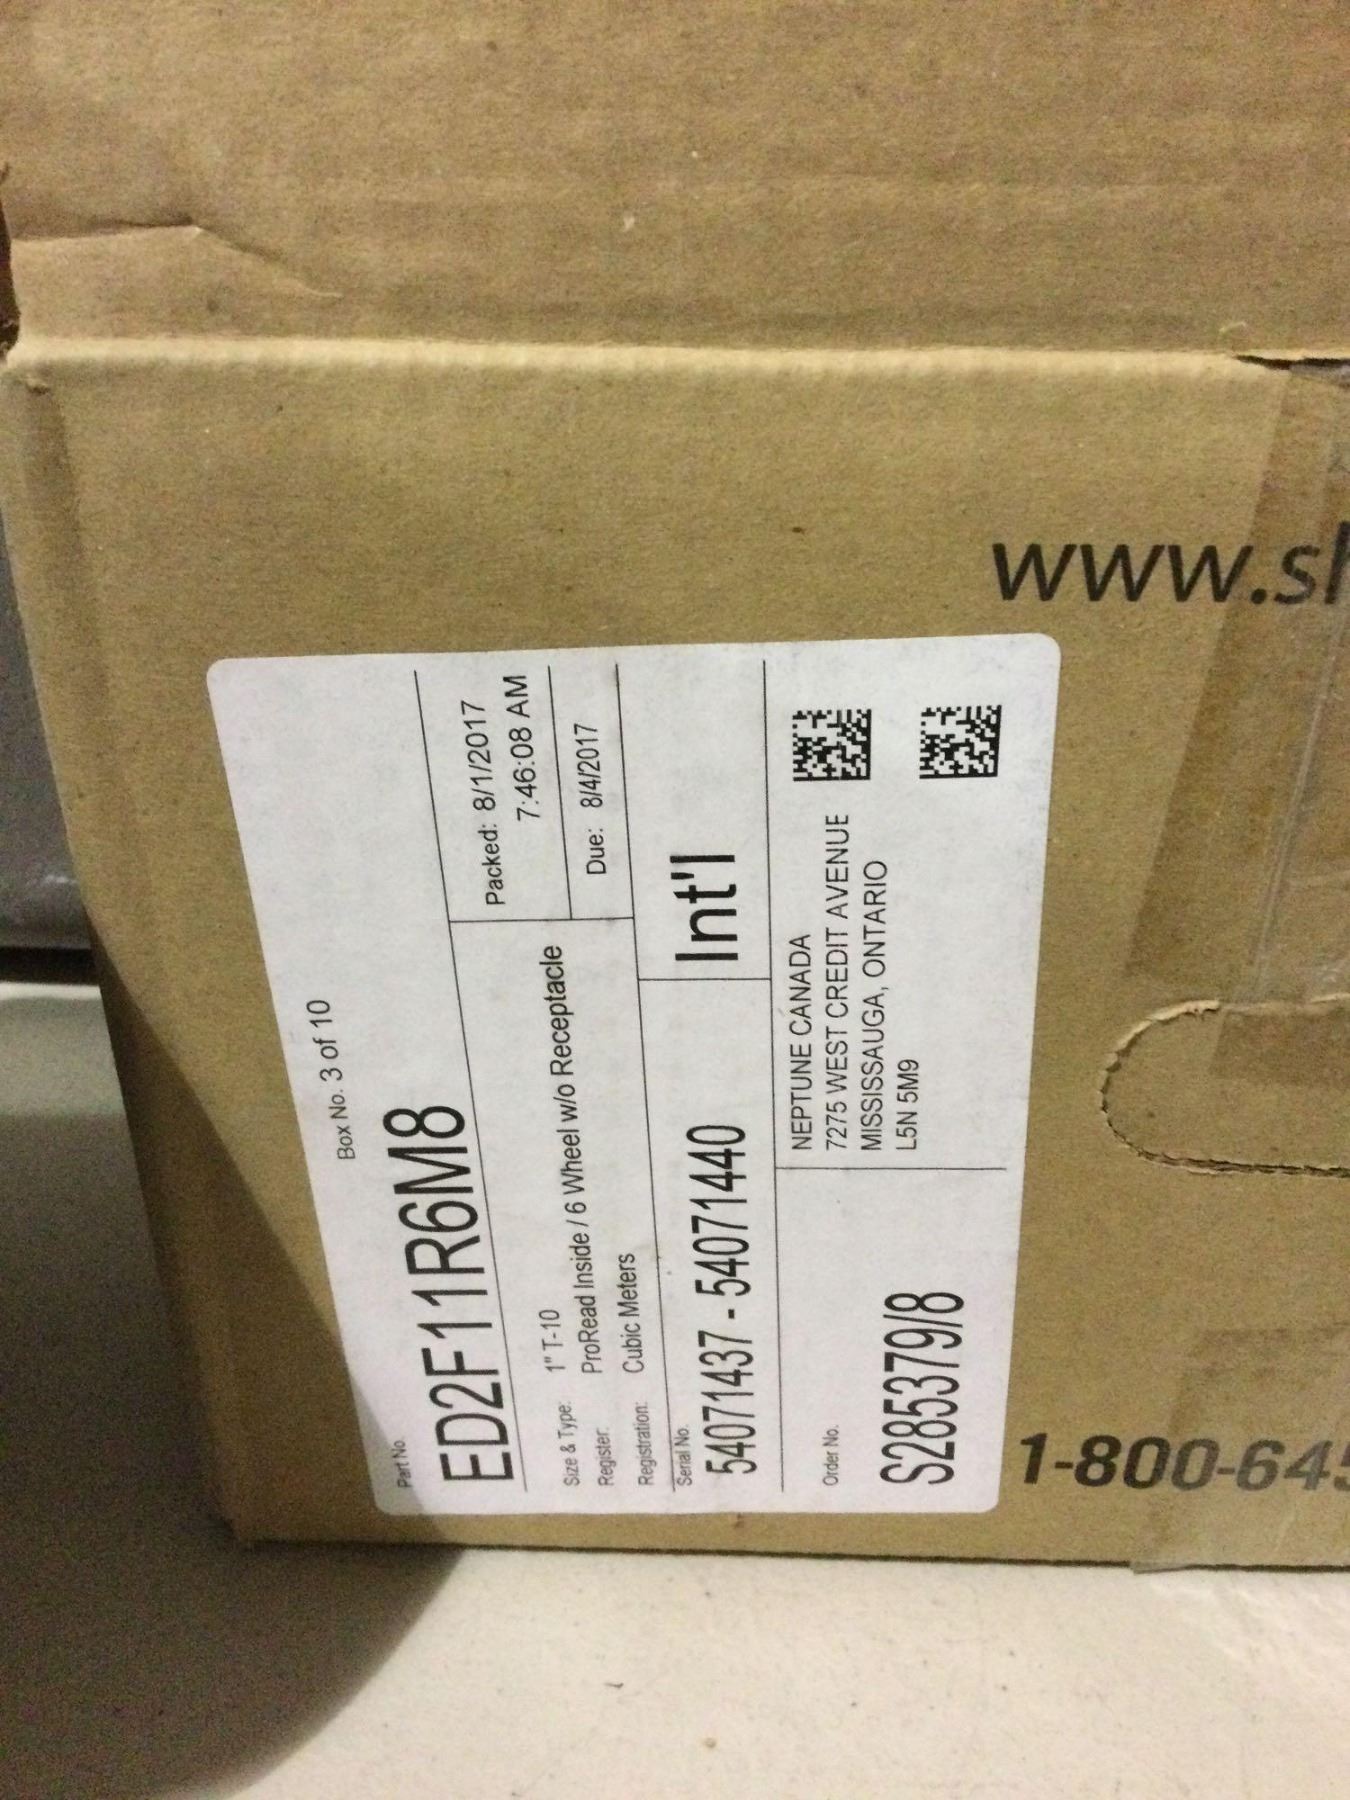 Box No. 3 of 10
Part No.
ED2F11R6M8
Size & Type: 1" T-10
Register: ProRead Inside / 6 Wheel w/o Receptacle
Registration: Cubic Meters
Packed: 8/1/2017
7:46:08 AM
Due: 8/4/2017
Serial No.
54071437 - 54071440
Int'l
Order No.
S285379/8
NEPTUNE CANADA
7275 WEST CREDIT AVENUE
MISSISSAUGA, ONTARIO
L5N 5M9
www.sh
1-800-645